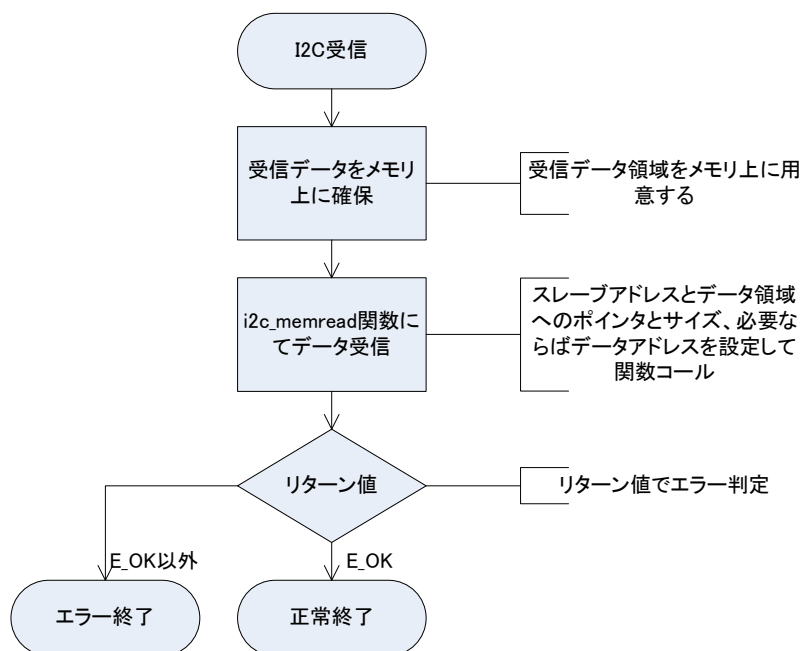 I2C受信
受信データをメモリ
上に確保
受信データ領域をメモリ上に用
意する
i2c_memread関数に
てデータ受信
スレーブアドレスとデータ領域
へのポインタとサイズ、必要な
らばデータアドレスを設定して
関数コール
リターン値
リターン値でエラー判定
E_OK以外
E_OK
エラー終了
正常終了